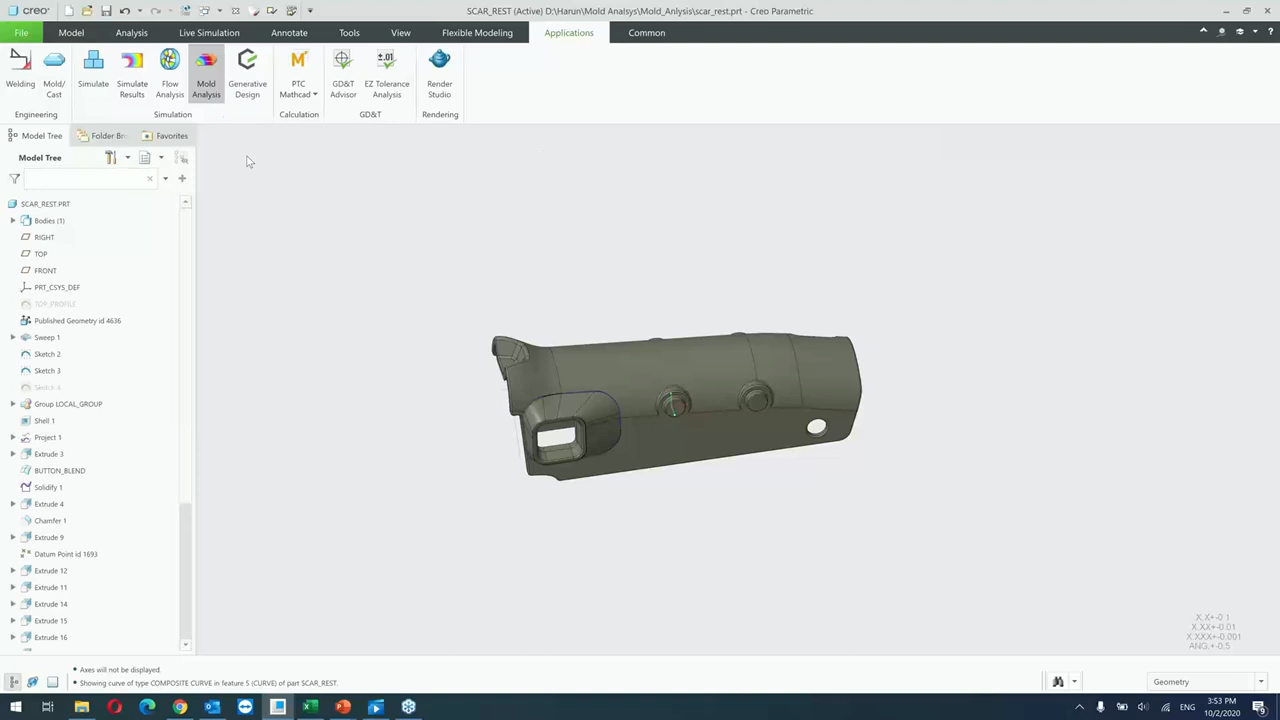 SCAR_REST (Active) D:\Harun\Mold Analsys\Mold_Anlysis\scar_rest.prt - Creo Parametric
File Model Analysis Live Simulation Annotate Tools View Flexible Modeling Applications Common
Welding Mold/Cast Simulate Simulate Results Flow Analysis Mold Analysis Generative Design PTC Mathcad GD&T Advisor EZ Tolerance Analysis Render Studio
Engineering Simulation Calculation GD&T Rendering
Model Tree Folder Br Favorites
Model Tree
SCAR_REST.PRT
Bodies (1)
RIGHT
TOP
FRONT
PRT_CSYS_DEF
TOP_PROFILE
Published Geometry id 4636
Sweep 1
Sketch 2
Sketch 3
Sketch 4
Group LOCAL_GROUP
Shell 1
Project 1
Extrude 3
BUTTON_BLEND
Solidify 1
Extrude 4
Chamfer 1
Extrude 9
Datum Point id 1693
Extrude 12
Extrude 11
Extrude 14
Extrude 15
Extrude 16
X.X+-0.1
X.XX+-0.01
X.XXX+-0.001
ANG.+-0.5
• Axes will not be displayed.
• Showing curve of type COMPOSITE CURVE in feature 5 (CURVE) of part SCAR_REST.
Geometry
ENG
3:53 PM
10/2/2020